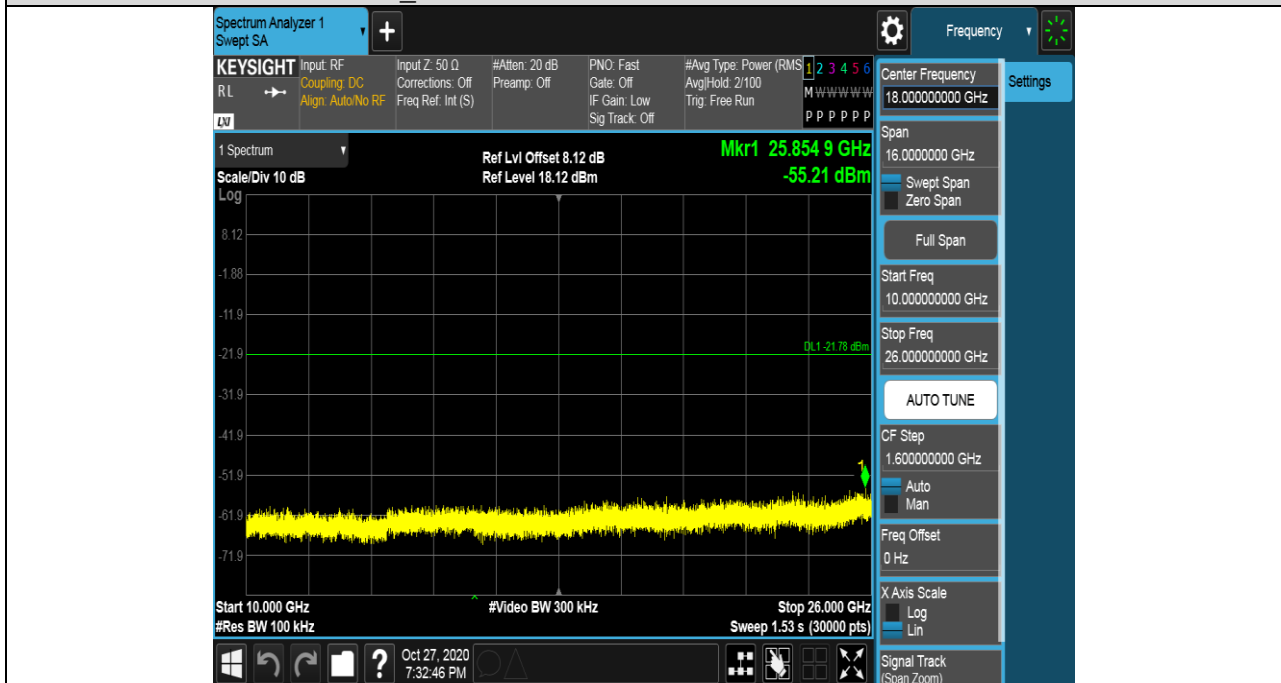 Spectrum Analyzer 1
Swept SA
+
Frequency
KEYSIGHT
RL
LXI
Input: RF
Coupling: DC
Align: Auto/No RF
Input Z: 50 Ω
Corrections: Off
Freq Ref: Int (S)
#Atten: 20 dB
Preamp: Off
PNO: Fast
Gate: Off
IF Gain: Low
Sig Track: Off
#Avg Type: Power (RMS
Avg|Hold: 2/100
Trig: Free Run
1 2 3 4 5 6
M W W W W W
P P P P P P
1 Spectrum
Scale/Div 10 dB
Log
Ref Lvl Offset 8.12 dB
Ref Level 18.12 dBm
Mkr1 25.854 9 GHz
-55.21 dBm
8.12
-1.88
-11.9
-21.9
DL1 -21.78 dBm
-31.9
-41.9
-51.9
1
-61.9
-71.9
Start 10.000 GHz
#Res BW 100 kHz
#Video BW 300 kHz
Stop 26.000 GHz
Sweep 1.53 s (30000 pts)
?
Oct 27, 2020
7:32:46 PM
Center Frequency
18.000000000 GHz
Settings
Span
16.0000000 GHz
Swept Span
Zero Span
Full Span
Start Freq
10.000000000 GHz
Stop Freq
26.000000000 GHz
AUTO TUNE
CF Step
1.600000000 GHz
Auto
Man
Freq Offset
0 Hz
X Axis Scale
Log
Lin
Signal Track
(Span Zoom)